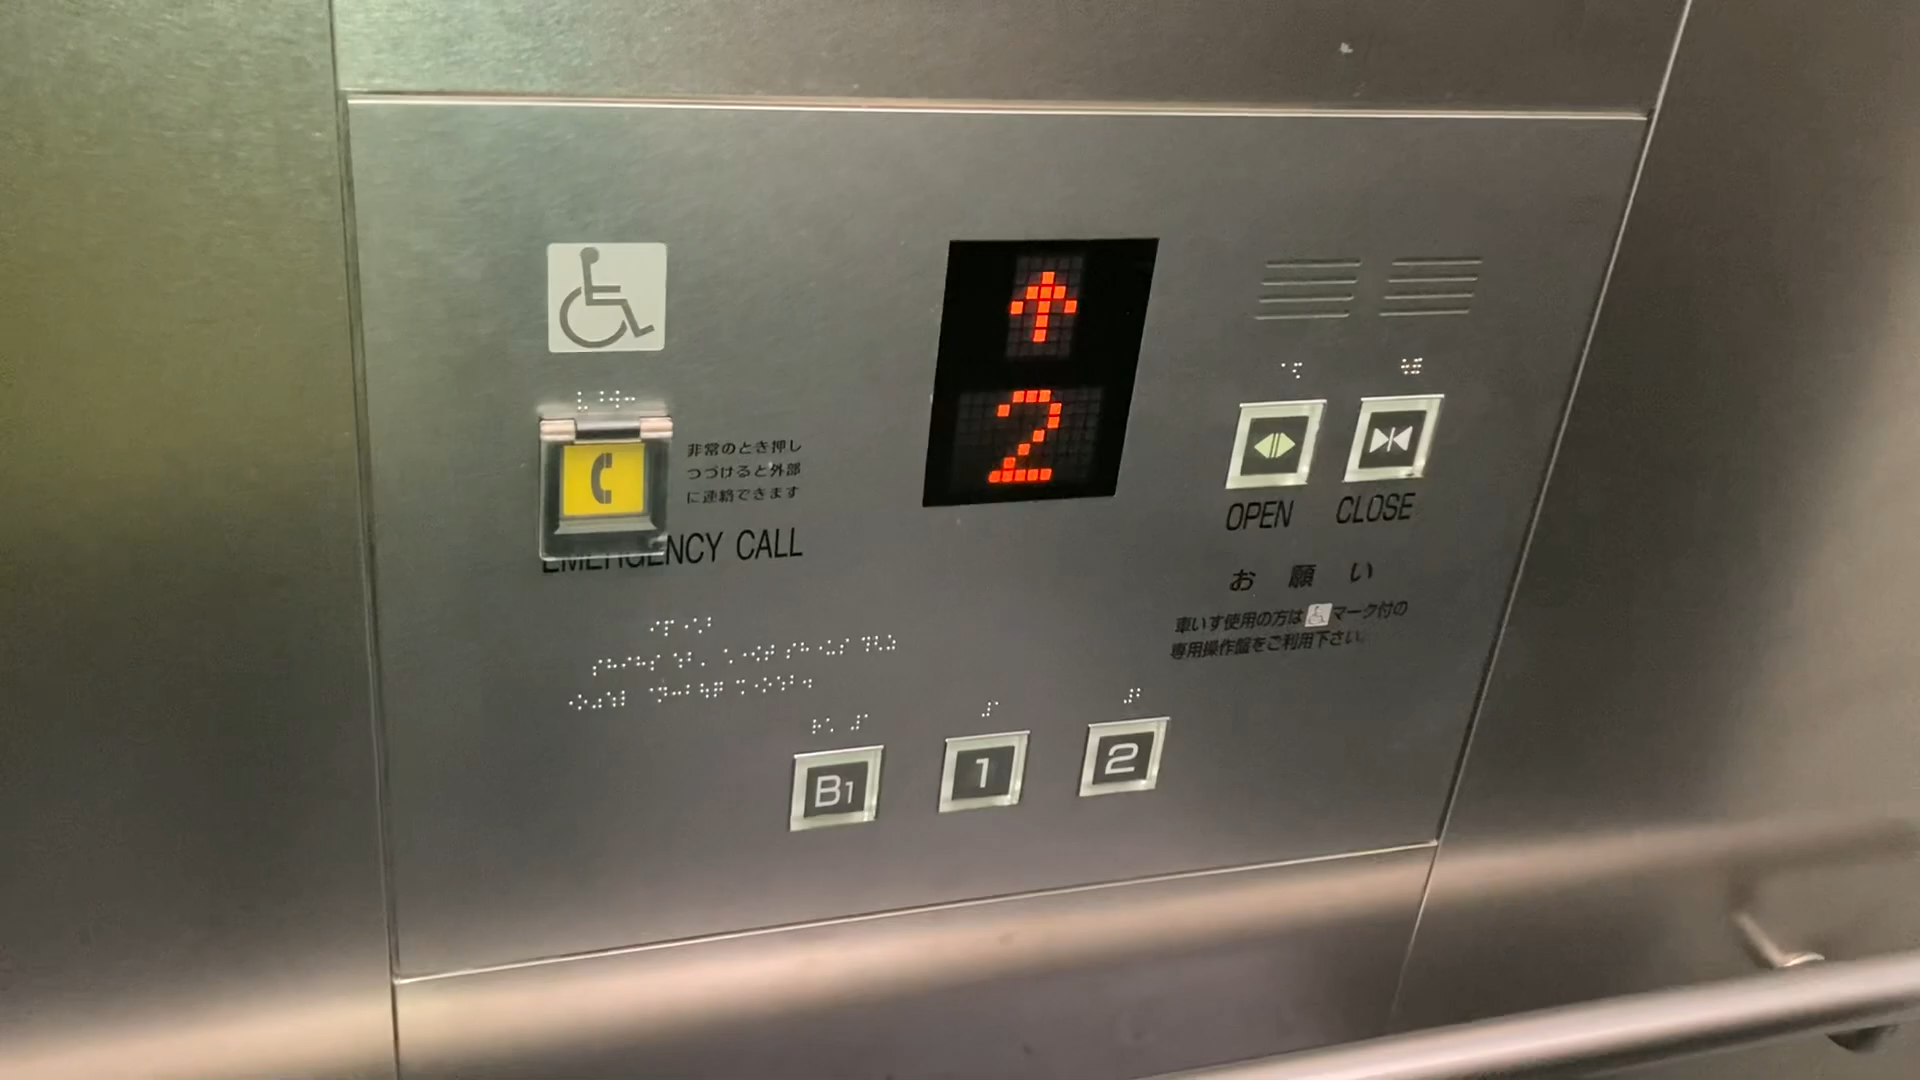 2
非常のとき押し
つづけると外部
に連絡できます
EMERGENCY CALL
OPEN
CLOSE
お願い
車いす使用の方はマーク付の
専用操作盤をご利用下さい。
B1
1
2